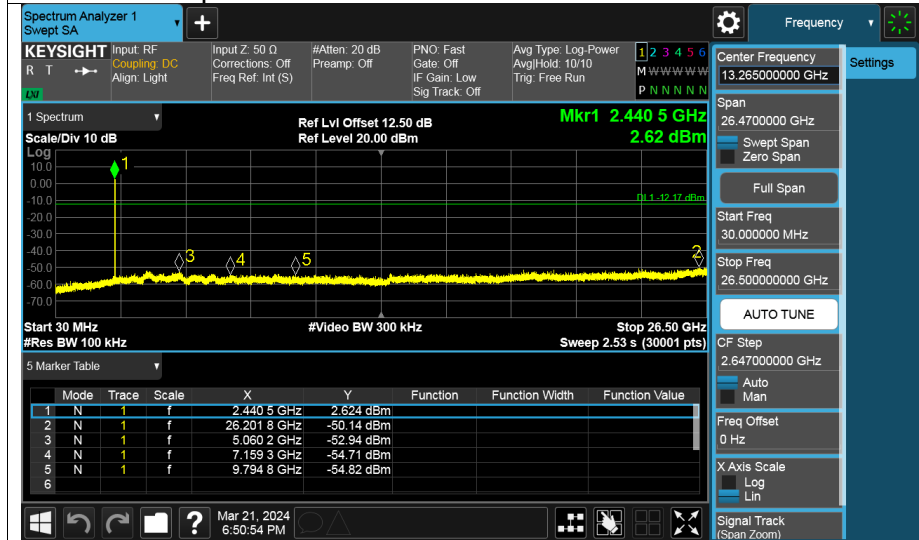 Spectrum Analyzer 1
Swept SA
+
Frequency
KEYSIGHT
R T
LXI
Input: RF
Coupling: DC
Align: Light
Input Z: 50 Ω
Corrections: Off
Freq Ref: Int (S)
#Atten: 20 dB
Preamp: Off
PNO: Fast
Gate: Off
IF Gain: Low
Sig Track: Off
Avg Type: Log-Power
Avg|Hold: 10/10
Trig: Free Run
1 2 3 4 5 6
M W W W W W
P N N N N N
Center Frequency
13.265000000 GHz
Settings
1 Spectrum
Scale/Div 10 dB
Ref Lvl Offset 12.50 dB
Ref Level 20.00 dBm
Mkr1 2.440 5 GHz
2.62 dBm
Log
10.0
0.00
-10.0
-20.0
-30.0
-40.0
-50.0
-60.0
-70.0
1
DL1 -12.17 dBm
3
4
5
2
Start 30 MHz
#Res BW 100 kHz
#Video BW 300 kHz
Stop 26.50 GHz
Sweep 2.53 s (30001 pts)
Span
26.4700000 GHz
Swept Span
Zero Span
Full Span
Start Freq
30.000000 MHz
Stop Freq
26.500000000 GHz
AUTO TUNE
CF Step
2.647000000 GHz
Auto
Man
Freq Offset
0 Hz
X Axis Scale
Log
Lin
Signal Track
(Span Zoom)
5 Marker Table
Mode Trace Scale X Y Function Function Width Function Value
1 N 1 f 2.440 5 GHz 2.624 dBm
2 N 1 f 26.201 8 GHz -50.14 dBm
3 N 1 f 5.060 2 GHz -52.94 dBm
4 N 1 f 7.159 3 GHz -54.71 dBm
5 N 1 f 9.794 8 GHz -54.82 dBm
6
?
Mar 21, 2024
6:50:54 PM